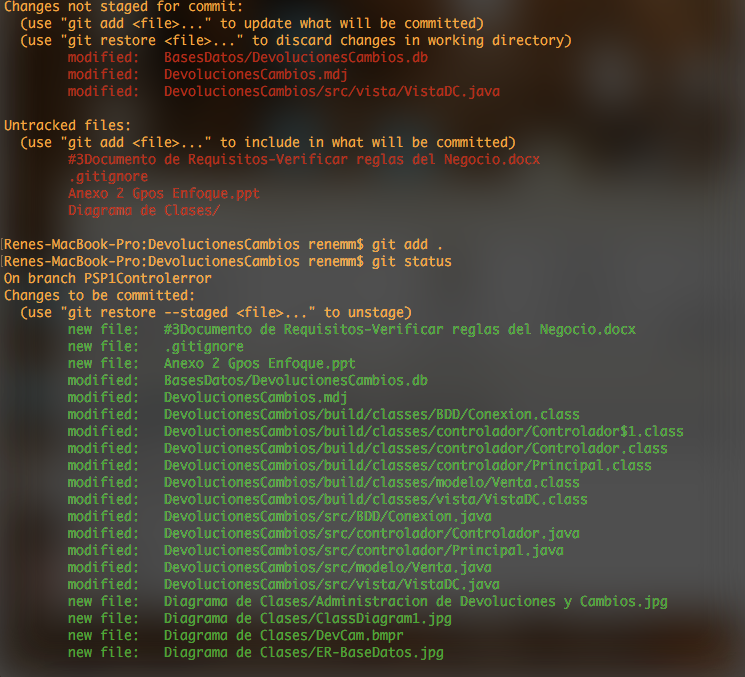 Changes not staged for commit:
(use "git add <file>..." to update what will be committed)
(use "git restore <file>..." to discard changes in working directory)
modified: BasesDatos/DevolucionesCambios.db
modified: DevolucionesCambios.mdj
modified: DevolucionesCambios/src/vista/VistaDC.java
Untracked files:
(use "git add <file>..." to include in what will be committed)
#3Documento de Requisitos-Verificar reglas del Negocio.docx
.gitignore
Anexo 2 Gpos Enfoque.ppt
Diagrama de Clases/
[Renes-MacBook-Pro:DevolucionesCambios renemm$ git add .
[Renes-MacBook-Pro:DevolucionesCambios renemm$ git status
On branch PSP1Controlerror
Changes to be committed:
(use "git restore --staged <file>..." to unstage)
new file: #3Documento de Requisitos-Verificar reglas del Negocio.docx
new file: .gitignore
new file: Anexo 2 Gpos Enfoque.ppt
modified: BasesDatos/DevolucionesCambios.db
modified: DevolucionesCambios.mdj
modified: DevolucionesCambios/build/classes/BDD/Conexion.class
modified: DevolucionesCambios/build/classes/controlador/Controlador$1.class
modified: DevolucionesCambios/build/classes/controlador/Controlador.class
modified: DevolucionesCambios/build/classes/controlador/Principal.class
modified: DevolucionesCambios/build/classes/modelo/Venta.class
modified: DevolucionesCambios/build/classes/vista/VistaDC.class
modified: DevolucionesCambios/src/BDD/Conexion.java
modified: DevolucionesCambios/src/controlador/Controlador.java
modified: DevolucionesCambios/src/controlador/Principal.java
modified: DevolucionesCambios/src/modelo/Venta.java
modified: DevolucionesCambios/src/vista/VistaDC.java
new file: Diagrama de Clases/Administracion de Devoluciones y Cambios.jpg
new file: Diagrama de Clases/ClassDiagram1.jpg
new file: Diagrama de Clases/DevCam.bmpr
new file: Diagrama de Clases/ER-BaseDatos.jpg